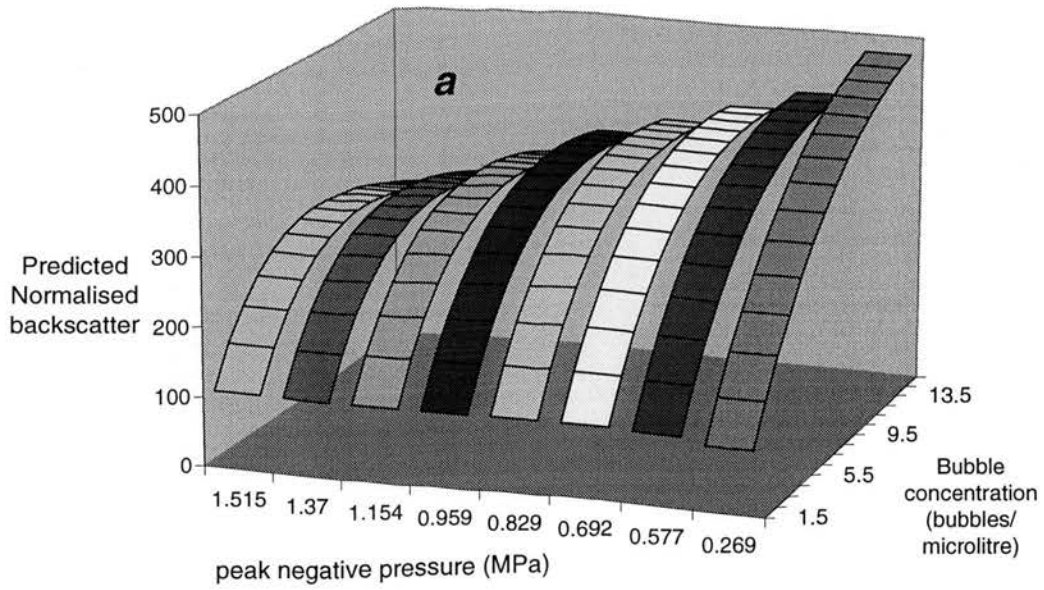 a
500
400
300
200
100
0
Predicted
Normalised
backscatter
1.515
1.37
1.154
0.959
0.829
0.692
0.577
0.269
peak negative pressure (MPa)
1.5
5.5
9.5
13.5
Bubble
concentration
(bubbles/
microlitre)